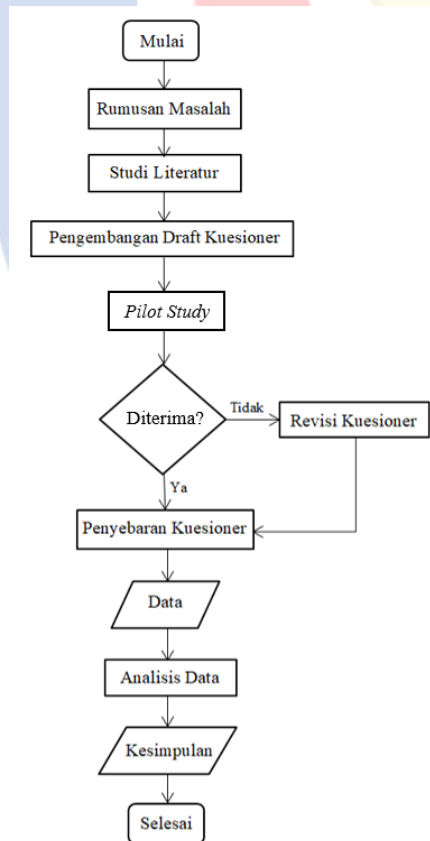 Mulai
Rumusan Masalah
Studi Literatur
Pengembangan Draft Kuesioner
Pilot Study
Diterima?
Tidak
Revisi Kuesioner
Ya
Penyebaran Kuesioner
Data
Analisis Data
Kesimpulan
Selesai